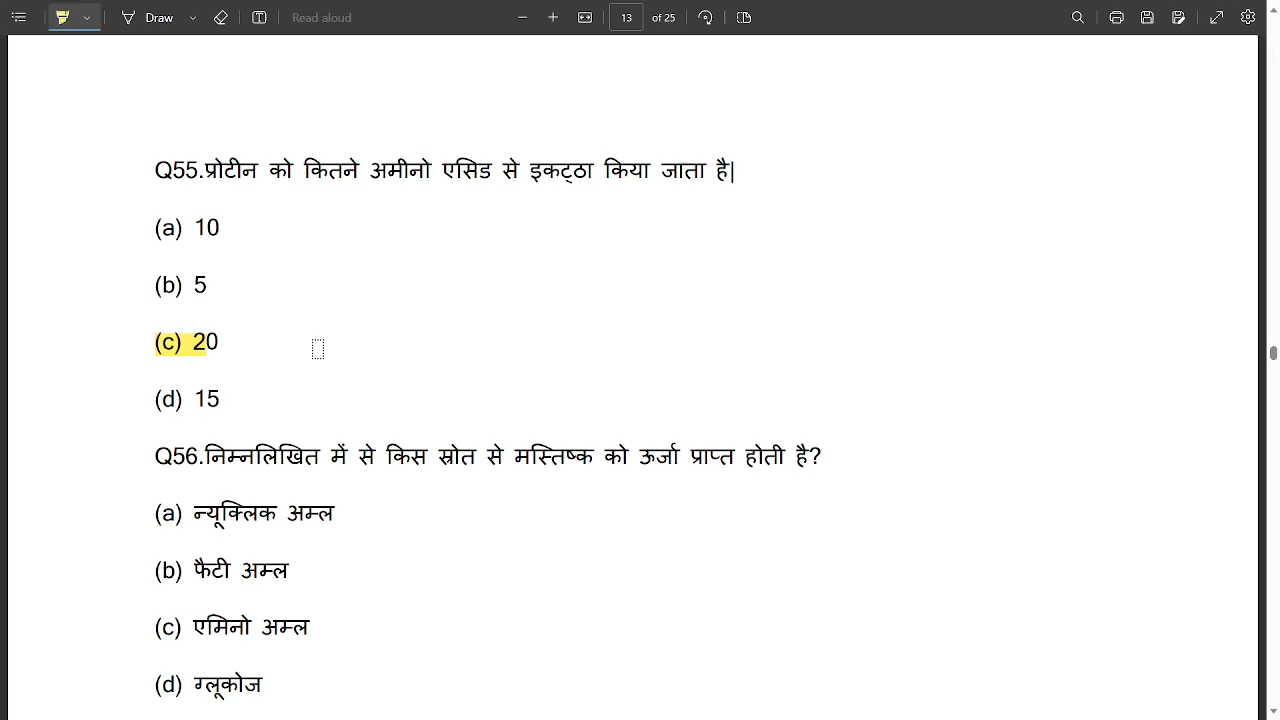 Draw
Read aloud
13 of 25
Q55.प्रोटीन को कितने अमीनो एसिड से इकट्ठा किया जाता है|
(a) 10
(b) 5
(c) 20
(d) 15
Q56.निम्नलिखित में से किस स्रोत से मस्तिष्क को ऊर्जा प्राप्त होती है?
(a) न्यूक्लिक अम्ल
(b) फैटी अम्ल
(c) एमिनो अम्ल
(d) ग्लूकोज